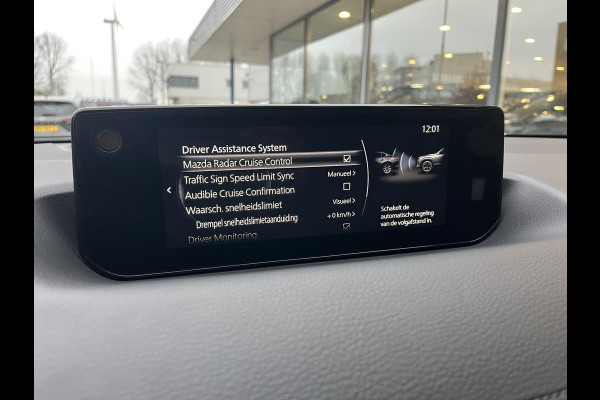 12:01
Driver Assistance System
Mazda Radar Cruise Control
Traffic Sign Speed Limit Sync Manueel
Audible Cruise Confirmation
Waarsch. snelheidslimiet Visueel
Drempel snelheidslimietaanduiding +0 km/h
Driver Monitoring
Schakelt de
automatische regeling
van de volgafstand in.